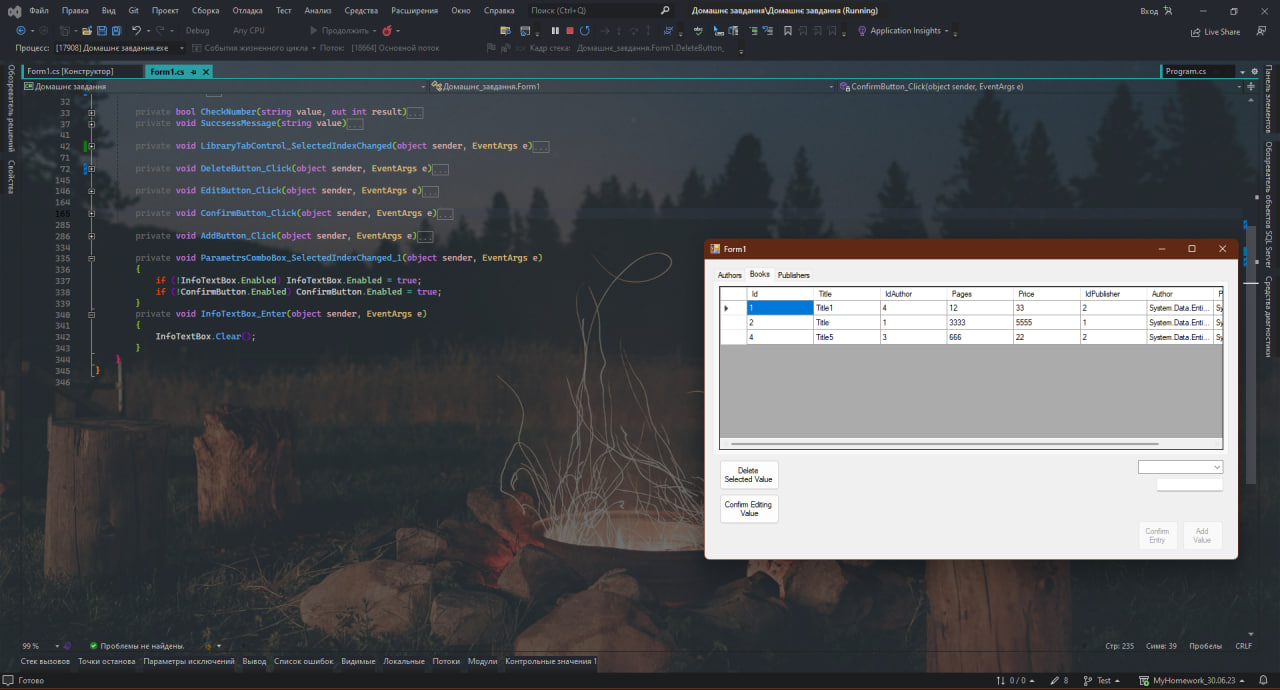 Файл Правка Вид Git Проект Сборка Отладка Тест Анализ Средства Расширения Окно Справка Поиск (Ctrl+Q) Домашнє завдання\Домашнє завдання (Running) Вход
Debug Any CPU Продолжить Application Insights Live Share
Процесс: [17908] Домашнє завдання.exe События жизненного цикла Поток: [18664] Основной поток Кадр стека: Домашнє_завдання.Form1.DeleteButton_
Form1.cs [Конструктор] Form1.cs Program.cs
Домашнє завдання Домашнє_завдання.Form1 ConfirmButton_Click(object sender, EventArgs e)
Обозреватель решений
Свойства
32
33 private bool CheckNumber(string value, out int result)...
37 private void SuccsessMessage(string value)...
41
42 private void LibraryTabControl_SelectedIndexChanged(object sender, EventArgs e)...
71
72 private void DeleteButton_Click(object sender, EventArgs e)...
145
146 private void EditButton_Click(object sender, EventArgs e)...
164
165 private void ConfirmButton_Click(object sender, EventArgs e)...
285
286 private void AddButton_Click(object sender, EventArgs e)...
334
335 private void ParametrsComboBox_SelectedIndexChanged_1(object sender, EventArgs e)
336 {
337 if (!InfoTextBox.Enabled) InfoTextBox.Enabled = true;
338 if (!ConfirmButton.Enabled) ConfirmButton.Enabled = true;
339 }
340 private void InfoTextBox_Enter(object sender, EventArgs e)
341 {
342 InfoTextBox.Clear();
343 }
344 }
345 }
346
Form1
Authors Books Publishers
Id Title IdAuthor Pages Price IdPublisher Author P
1 Title1 4 12 33 2 System.Data.Enti... Sy
2 Title 1 3333 5555 1 System.Data.Enti... Sy
4 Title5 3 666 22 2 System.Data.Enti... Sy
Delete
Selected Value
Confirm Editing
Value
Confirm
Entry
Add
Value
Панель элементов
Обозреватель объектов SQL Server
Средства диагностики
99 % Проблемы не найдены. Стр: 235 Симв: 39 Пробелы CRLF
Стек вызовов Точки останова Параметры исключений Вывод Список ошибок Видимые Локальные Потоки Модули Контрольные значения 1
Готово 0 / 0 8 Test MyHomework_30.06.23